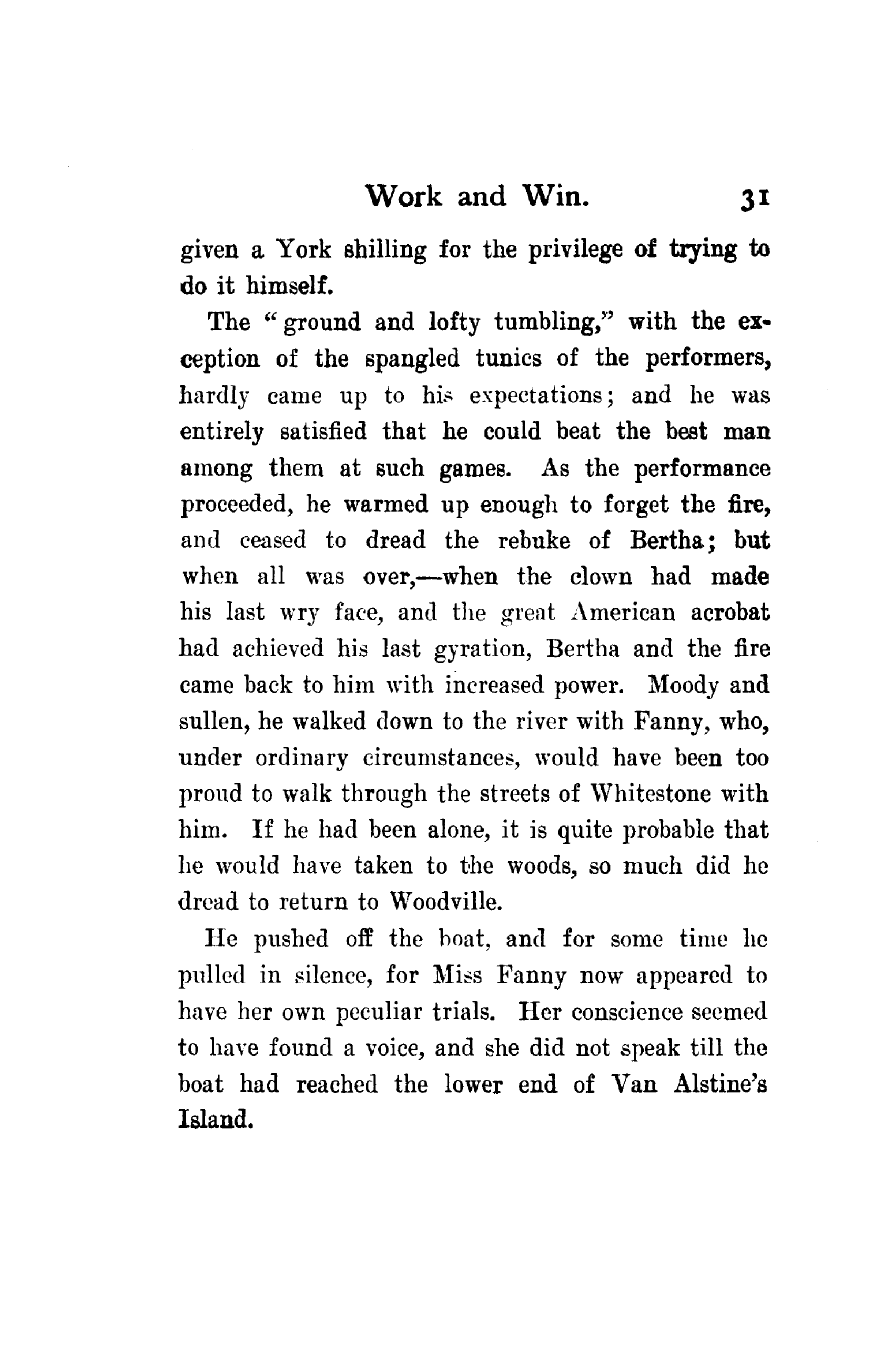 Work and Win. 31
given a York shilling for the privilege of trying to
do it himself.
The “ground and lofty tumbling,” with the ex-
ception of the spangled tunics of the performers,
hardly came up to his expectations; and he was
entirely satisfied that he could beat the best man
among them at such games. As the performance
proceeded, he warmed up enough to forget the fire,
and ceased to dread the rebuke of Bertha; but
when all was over,—when the clown had made
his last wry face, and the great American acrobat
had achieved his last gyration, Bertha and the fire
came back to him with increased power. Moody and
sullen, he walked down to the river with Fanny, who,
under ordinary circumstances, would have been too
proud to walk through the streets of Whitestone with
him. If he had been alone, it is quite probable that
he would have taken to the woods, so much did he
dread to return to Woodville.
He pushed off the boat, and for some time he
pulled in silence, for Miss Fanny now appeared to
have her own peculiar trials. Her conscience seemed
to have found a voice, and she did not speak till the
boat had reached the lower end of Van Alstine’s
Island.